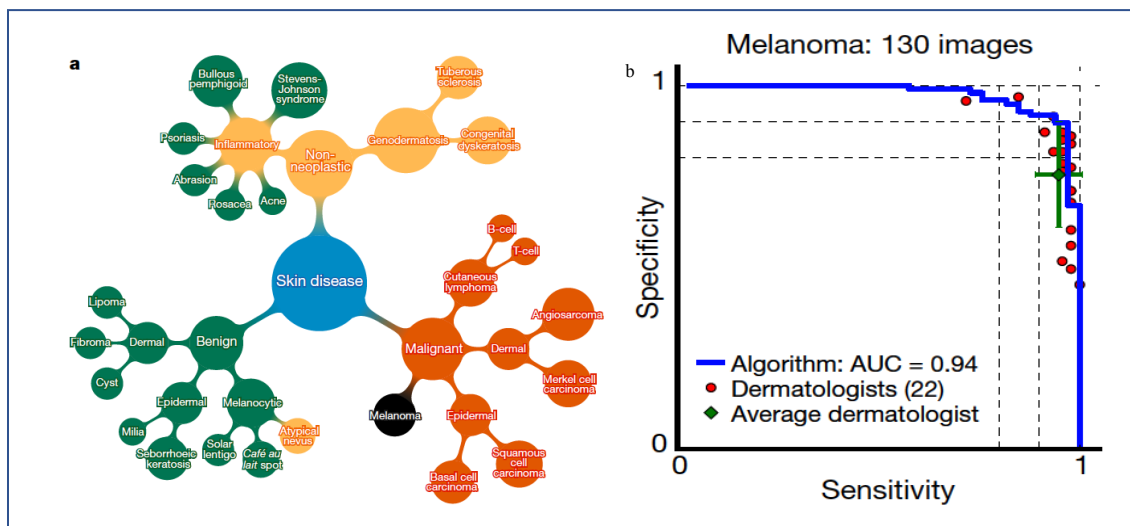 a
Bullous
pemphigoid
Stevens-
Johnson
syndrome
Psoriasis
Inflammatory
Abrasion
Rosacea
Acne
Non-
neoplastic
Genodermatosis
Tuberous
sclerosis
Congenital
dyskeratosis
Skin disease
Lipoma
Fibroma
Dermal
Cyst
Benign
Epidermal
Melanocytic
Milia
Seborrhoeic
keratosis
Solar
lentigo
Café au
lait spot
Atypical
nevus
Malignant
Melanoma
Cutaneous
lymphoma
B-cell
T-cell
Dermal
Angiosarcoma
Merkel cell
carcinoma
Epidermal
Basal cell
carcinoma
Squamous
cell
carcinoma
b
Melanoma: 130 images
1
Specificity
Algorithm: AUC = 0.94
Dermatologists (22)
Average dermatologist
0
0
1
Sensitivity